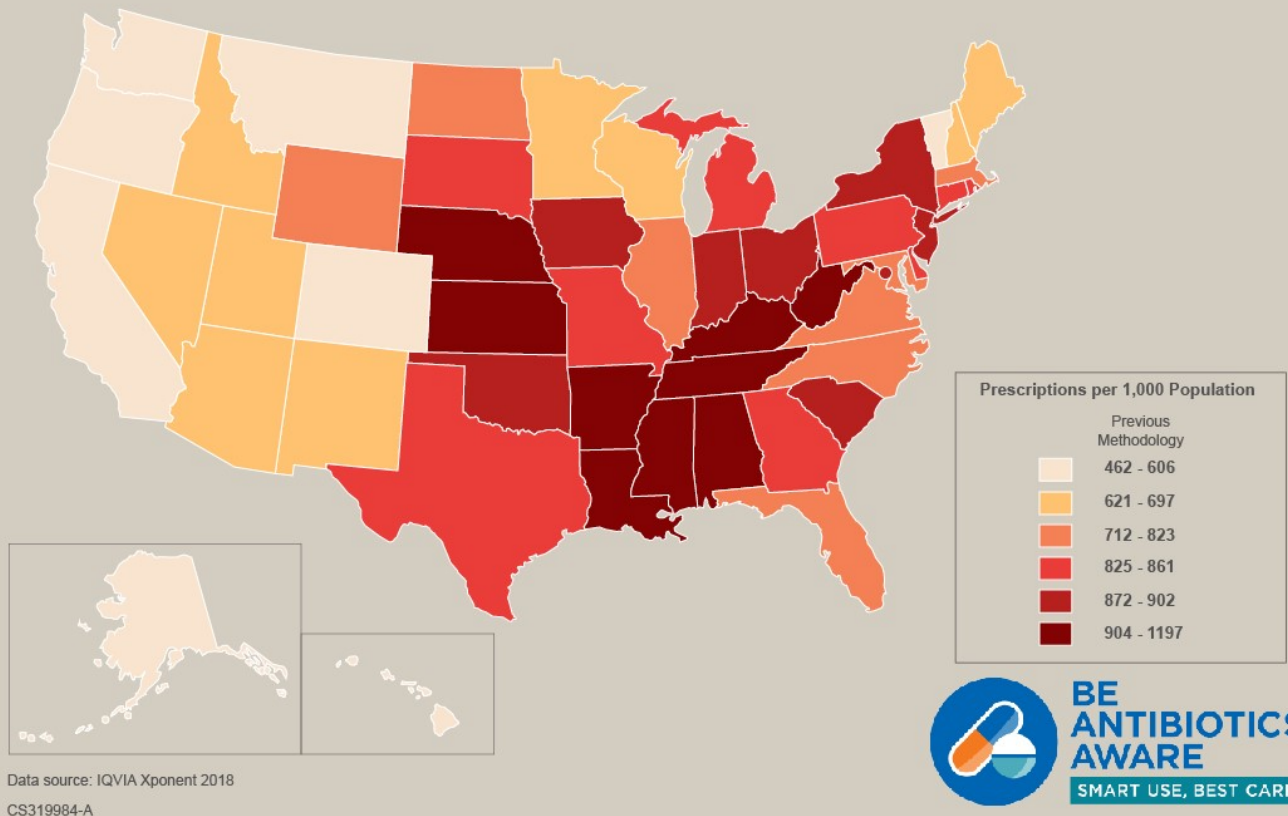 Prescriptions per 1,000 Population
Previous
Methodology
462 - 606
621 - 697
712 - 823
825 - 861
872 - 902
904 - 1197
Data source: IQVIA Xponent 2018
CS319984-A
BE
ANTIBIOTICS
AWARE
SMART USE, BEST CARE